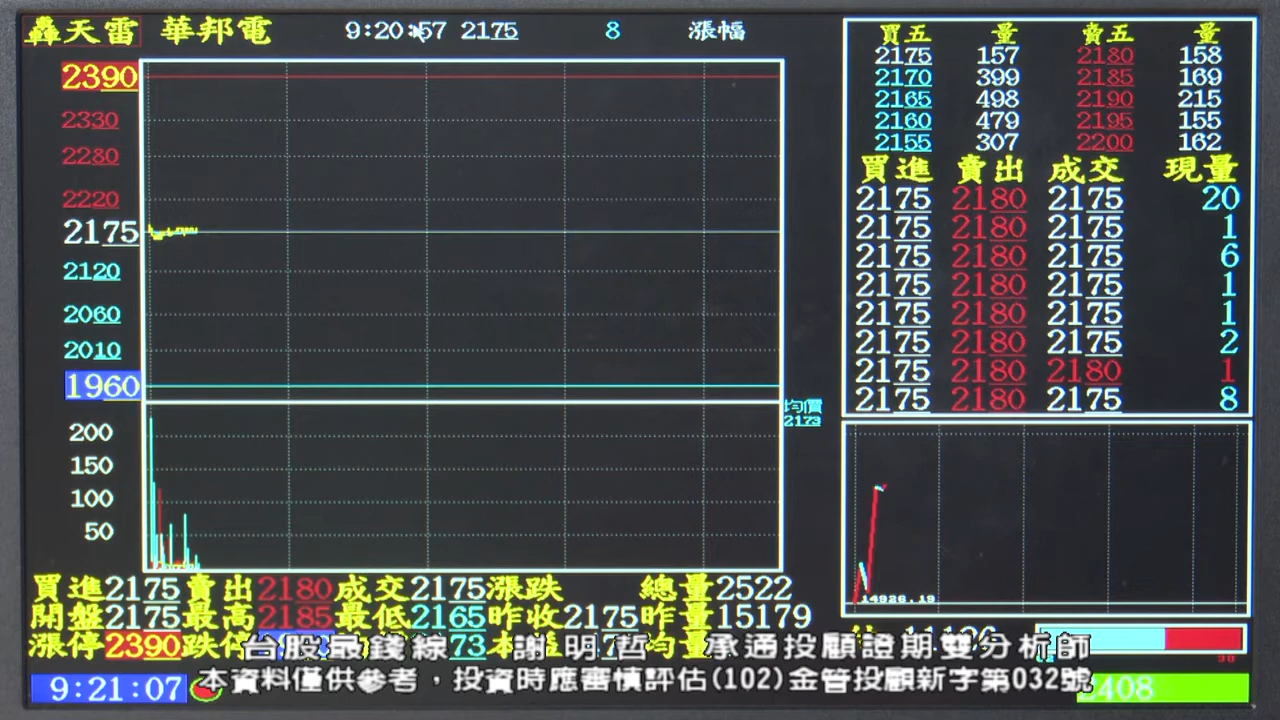 轟天雷 華邦電 9:20:57 2175 8 漲幅
2390
2330
2280
2220
2175
2120
2060
2010
1960
均價
2173
200
150
100
50
買五 量 賣五 量
2175 157 2180 158
2170 399 2185 169
2165 498 2190 215
2160 479 2195 155
2155 307 2200 162
買進 賣出 成交 現量
2175 2180 2175 20
2175 2180 2175 1
2175 2180 2175 6
2175 2180 2175 1
2175 2180 2175 1
2175 2180 2175 2
2175 2180 2180 1
2175 2180 2175 8
14926.19
買進2175賣出2180成交2175漲跌 總量2522
開盤2175最高2185最低2165昨收2175昨量15179
漲停2390跌停
台股最錢線 謝明哲 承通投顧證期雙分析師
本資料僅供參考，投資時應審慎評估(102)金管投顧新字第032號
9:21:07